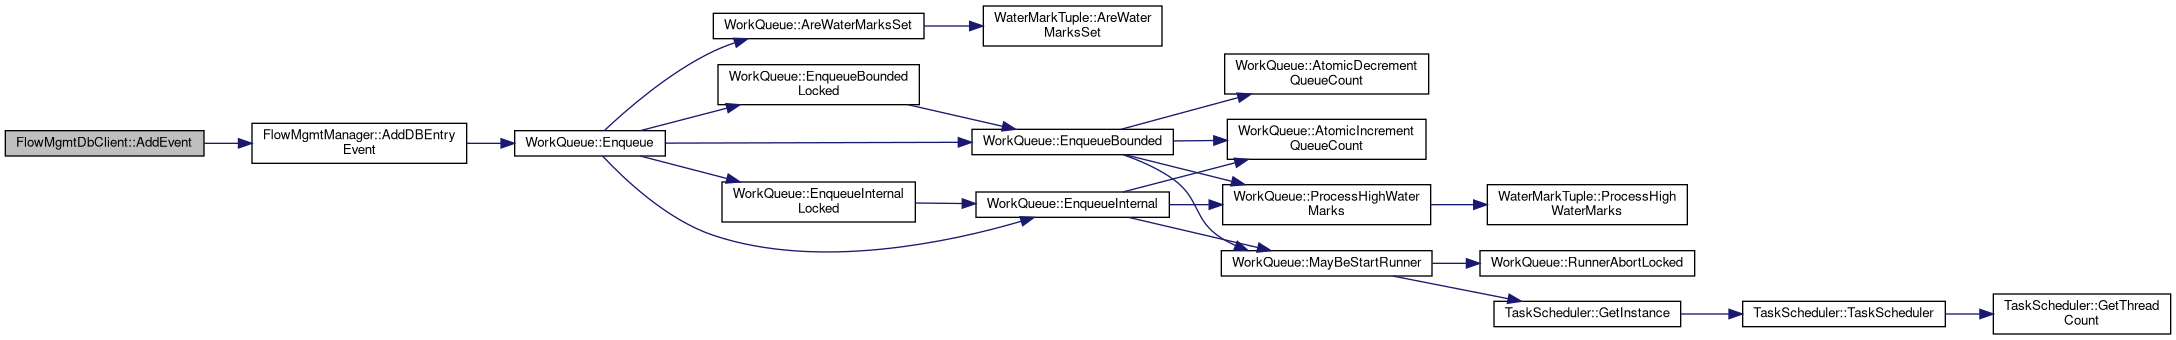 FlowMgmtDbClient::AddEvent
FlowMgmtManager::AddDBEntry
Event
WorkQueue::Enqueue
WorkQueue::AreWaterMarksSet
WaterMarkTuple::AreWater
MarksSet
WorkQueue::EnqueueBounded
Locked
WorkQueue::EnqueueBounded
WorkQueue::EnqueueInternal
Locked
WorkQueue::EnqueueInternal
WorkQueue::AtomicDecrement
QueueCount
WorkQueue::AtomicIncrement
QueueCount
WorkQueue::ProcessHighWater
Marks
WaterMarkTuple::ProcessHigh
WaterMarks
WorkQueue::MayBeStartRunner
WorkQueue::RunnerAbortLocked
TaskScheduler::GetInstance
TaskScheduler::TaskScheduler
TaskScheduler::GetThread
Count